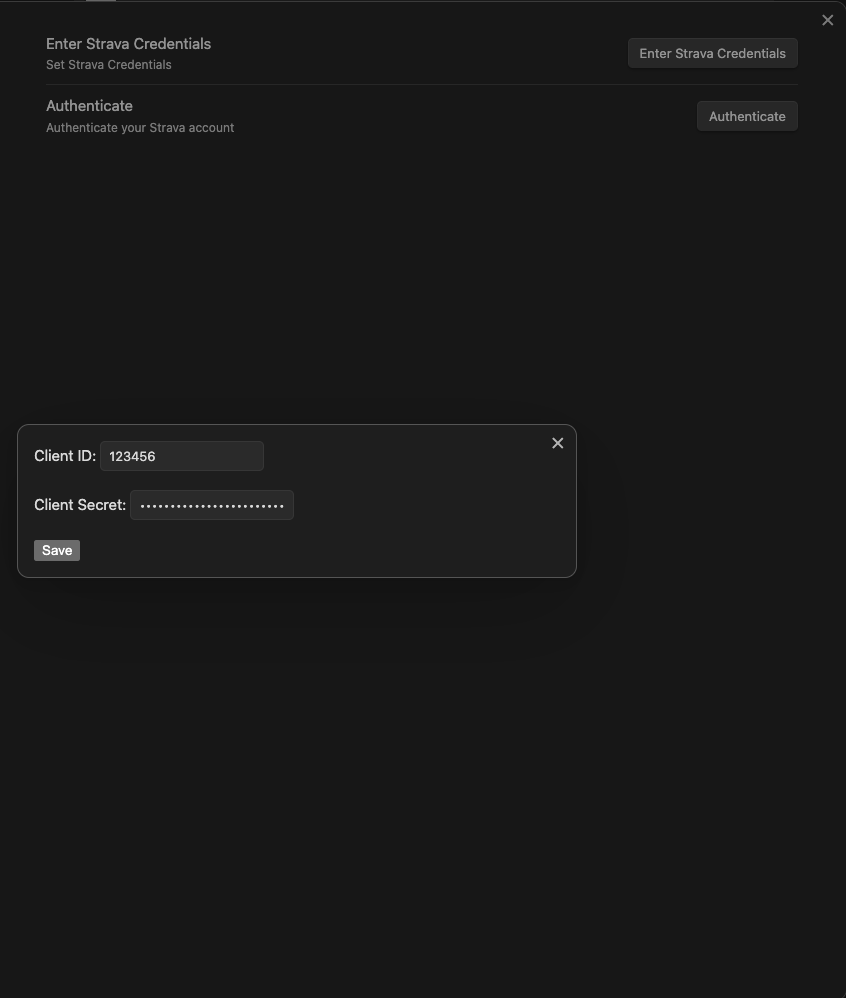 Enter Strava Credentials
Set Strava Credentials
Enter Strava Credentials
Authenticate
Authenticate your Strava account
Authenticate
Client ID: 123456
Client Secret: ••••••••••••••••••••••••
Save